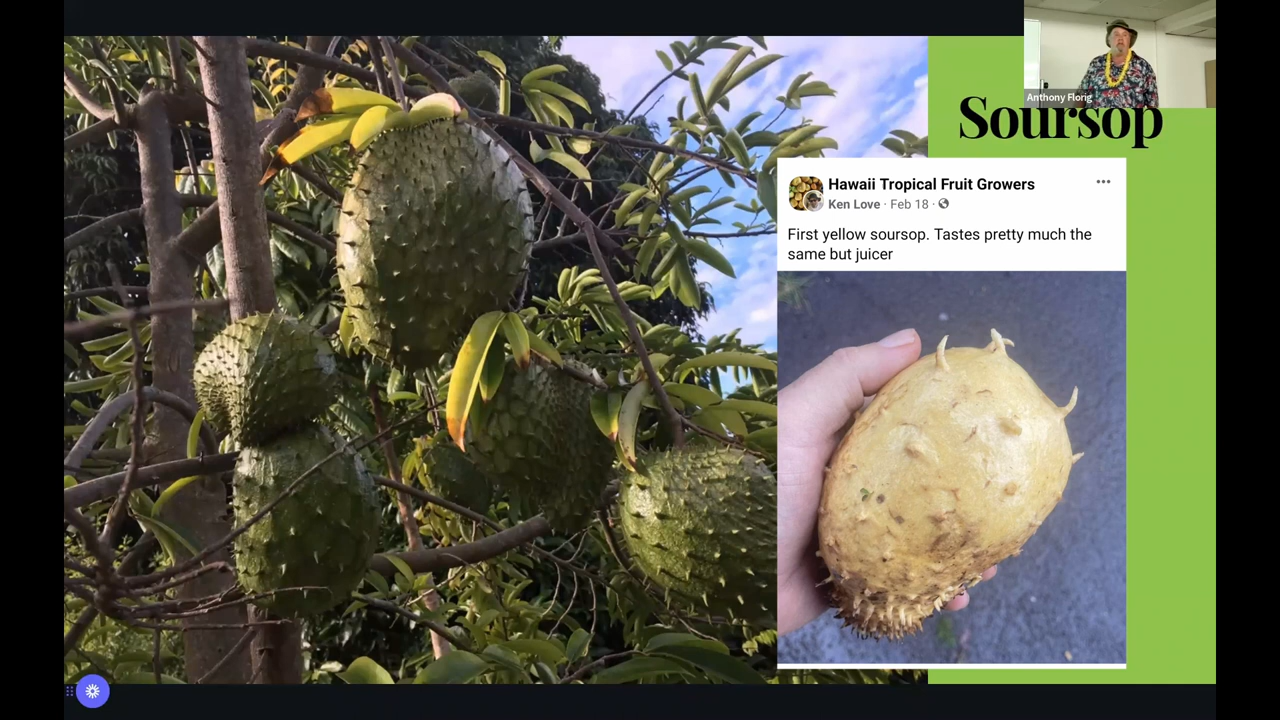 Anthony Florig
Soursop
Hawaii Tropical Fruit Growers
Ken Love · Feb 18 ·
First yellow soursop. Tastes pretty much the
same but juicer